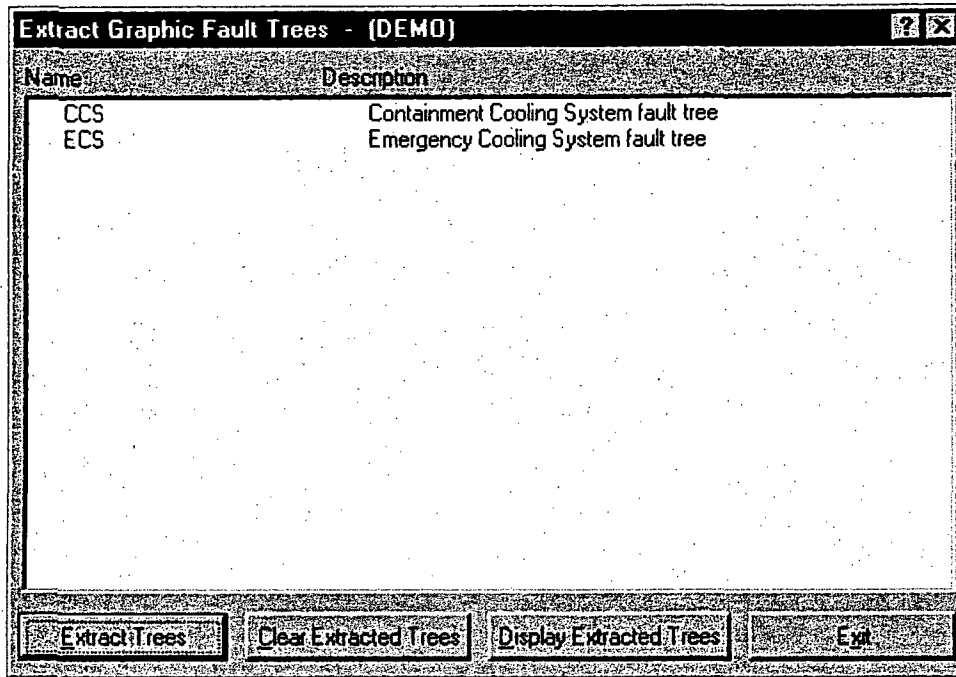 Extract Graphic Fault Trees - (DEMO)
Name Description
CCS Containment Cooling System fault tree
ECS Emergency Cooling System fault tree
Extract Trees Clear Extracted Trees Display Extracted Trees Exit